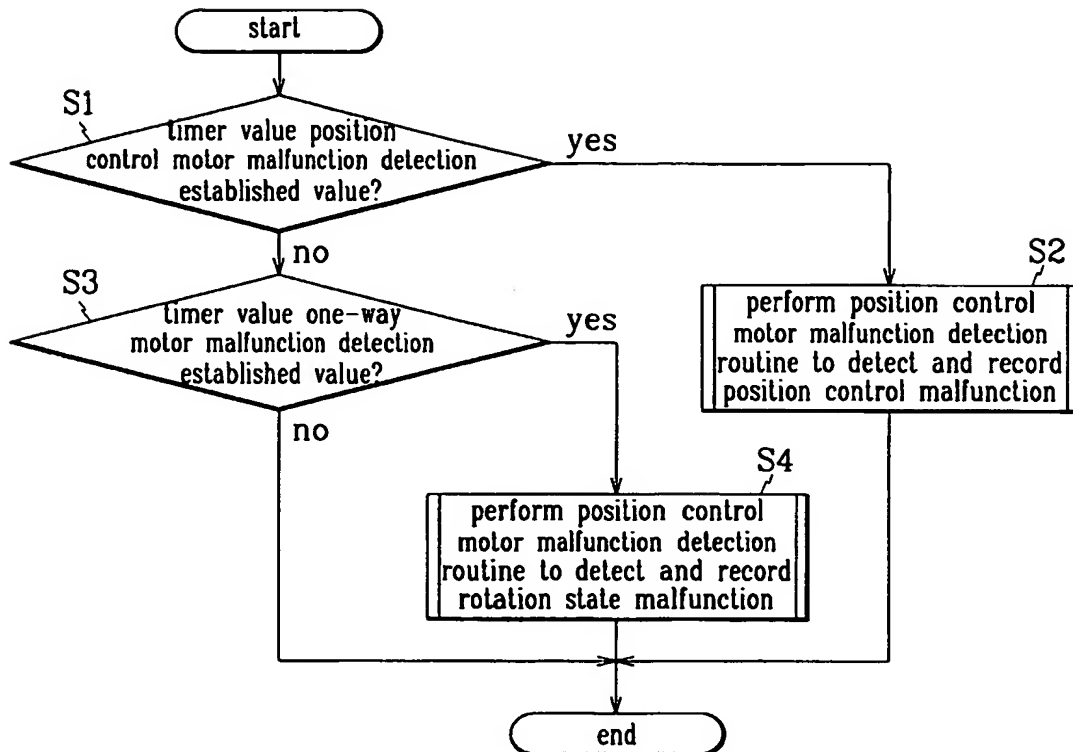 start
S1
timer value position
control motor malfunction detection
established value?
yes
no
S2
perform position control
motor malfunction detection
routine to detect and record
position control malfunction
S3
timer value one-way
motor malfunction detection
established value?
yes
no
S4
perform position control
motor malfunction detection
routine to detect and record
rotation state malfunction
end